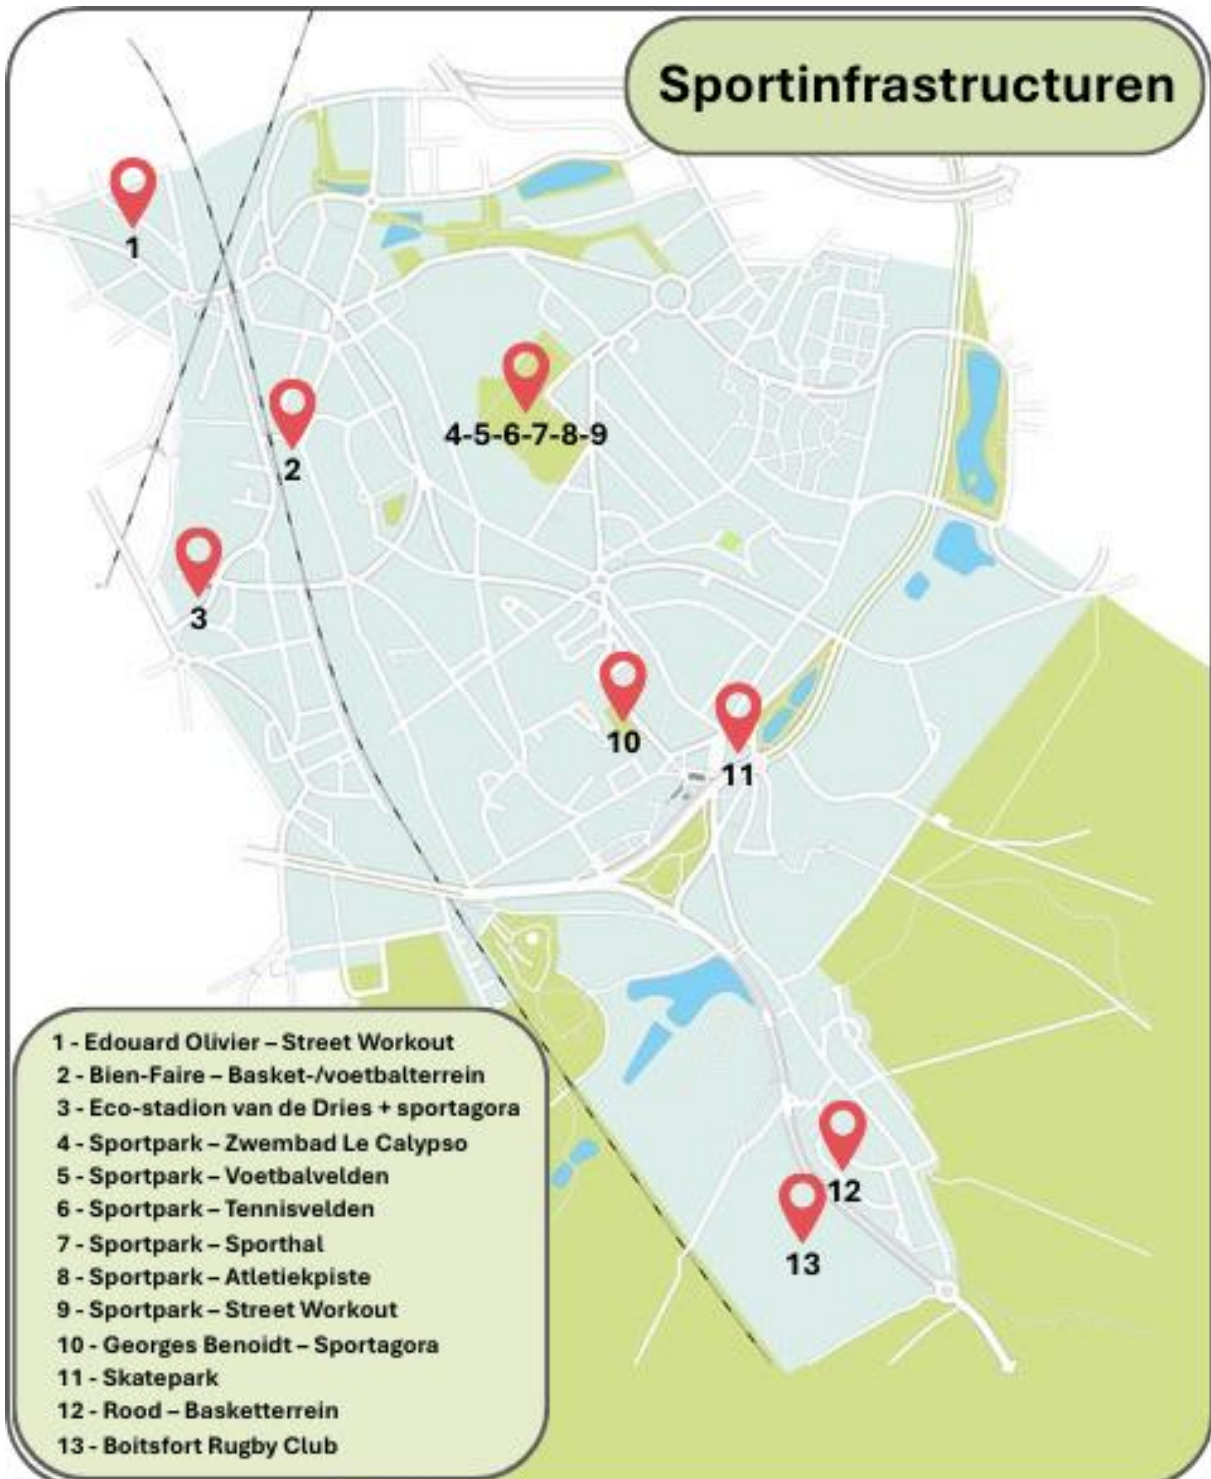 Sportinfrastructuren
1
2
3
4-5-6-7-8-9
10
11
12
13
1 - Edouard Olivier – Street Workout
2 - Bien-Faire – Basket-/voetbalterrein
3 - Eco-stadion van de Dries + sportagora
4 - Sportpark – Zwembad Le Calypso
5 - Sportpark – Voetbalvelden
6 - Sportpark – Tennisvelden
7 - Sportpark – Sporthal
8 - Sportpark – Atletiekpiste
9 - Sportpark – Street Workout
10 - Georges Benoidt – Sportagora
11 - Skatepark
12 - Rood – Basketterrein
13 - Boitsfort Rugby Club